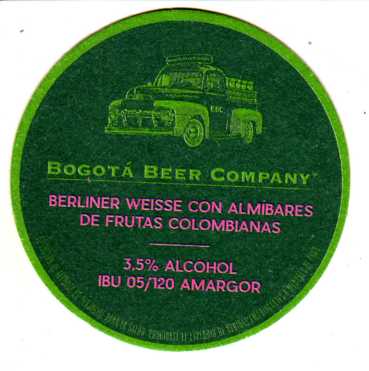 BBC
BOGOTÁ BEER COMPANY
BERLINER WEISSE CON ALMÍBARES
DE FRUTAS COLOMBIANAS
3,5% ALCOHOL
IBU 05/120 AMARGOR